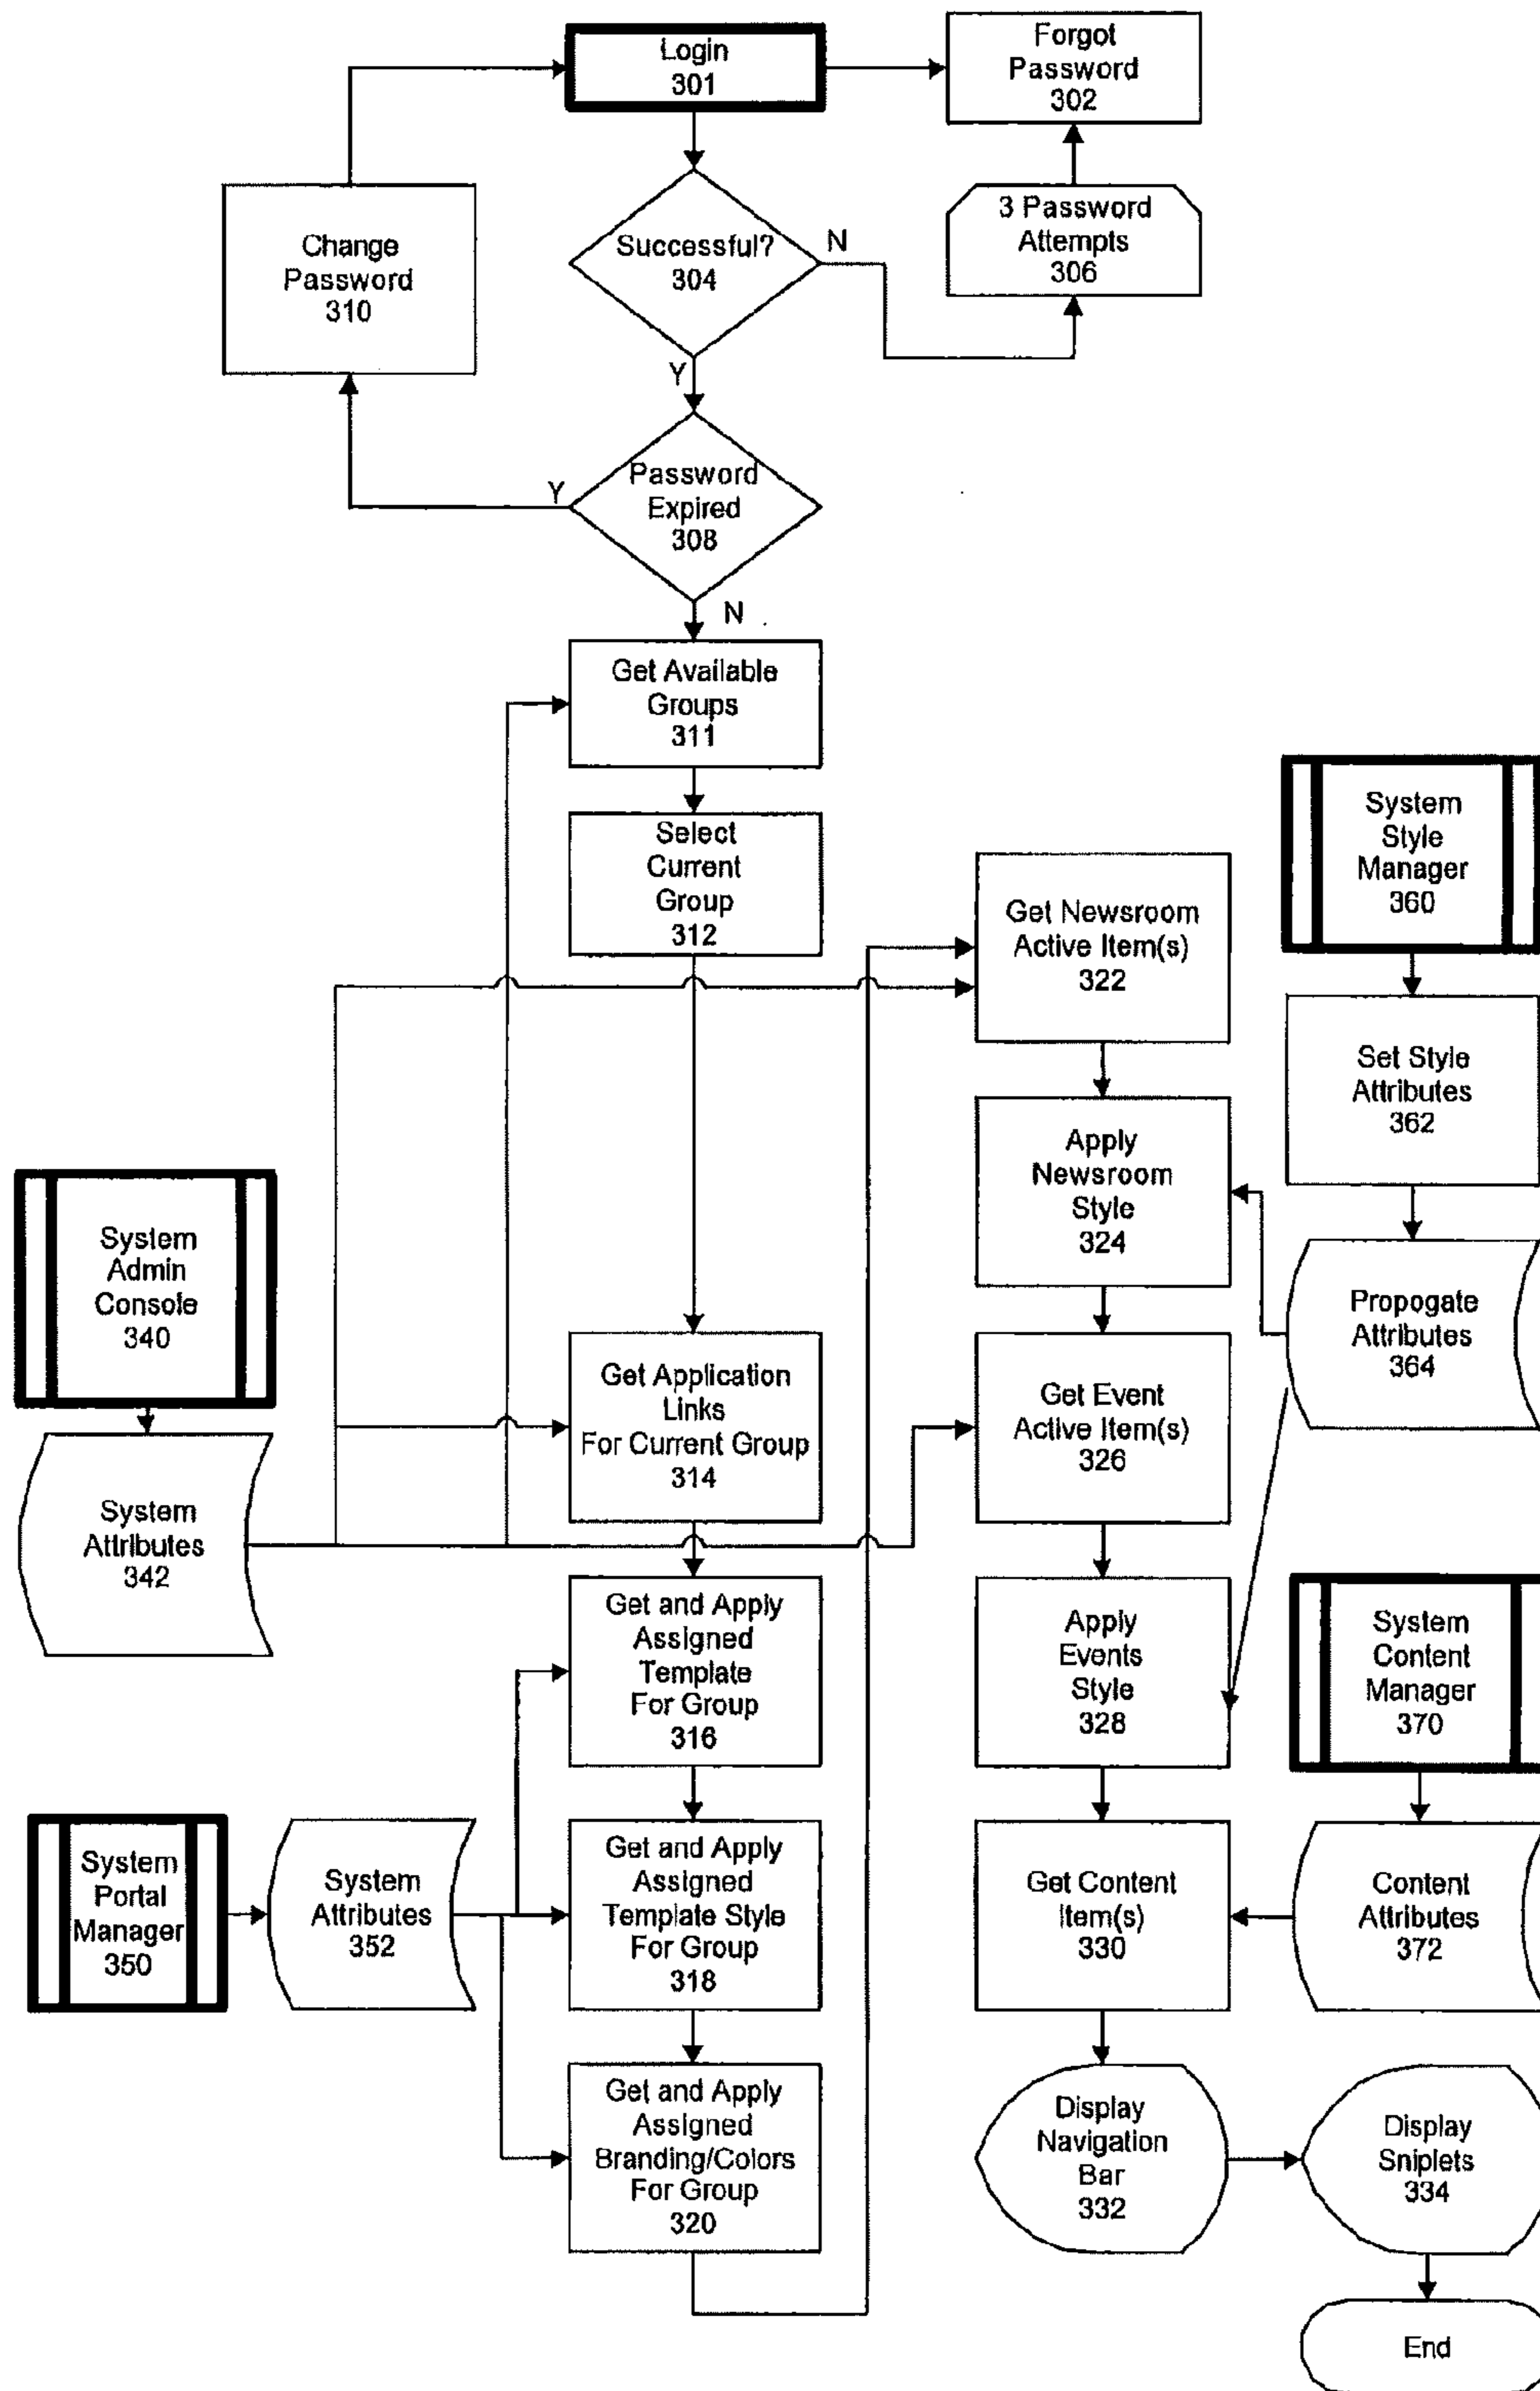 Login
301
Forgot
Password
302
Change
Password
310
Successful?
304
N
3 Password
Attempts
306
Y
Password
Expired
308
Y
N
Get Available
Groups
311
Select
Current
Group
312
Get Newsroom
Active Item(s)
322
System
Style
Manager
360
Set Style
Attributes
362
Apply
Newsroom
Style
324
System
Admin
Console
340
Propogate
Attributes
364
Get Application
Links
For Current Group
314
Get Event
Active Item(s)
326
System
Attributes
342
Get and Apply
Assigned
Template
For Group
316
Apply
Events
Style
328
System
Content
Manager
370
System
Portal
Manager
350
System
Attributes
352
Get and Apply
Assigned
Template Style
For Group
318
Get Content
Item(s)
330
Content
Attributes
372
Get and Apply
Assigned
Branding/Colors
For Group
320
Display
Navigation
Bar
332
Display
Sniplets
334
End